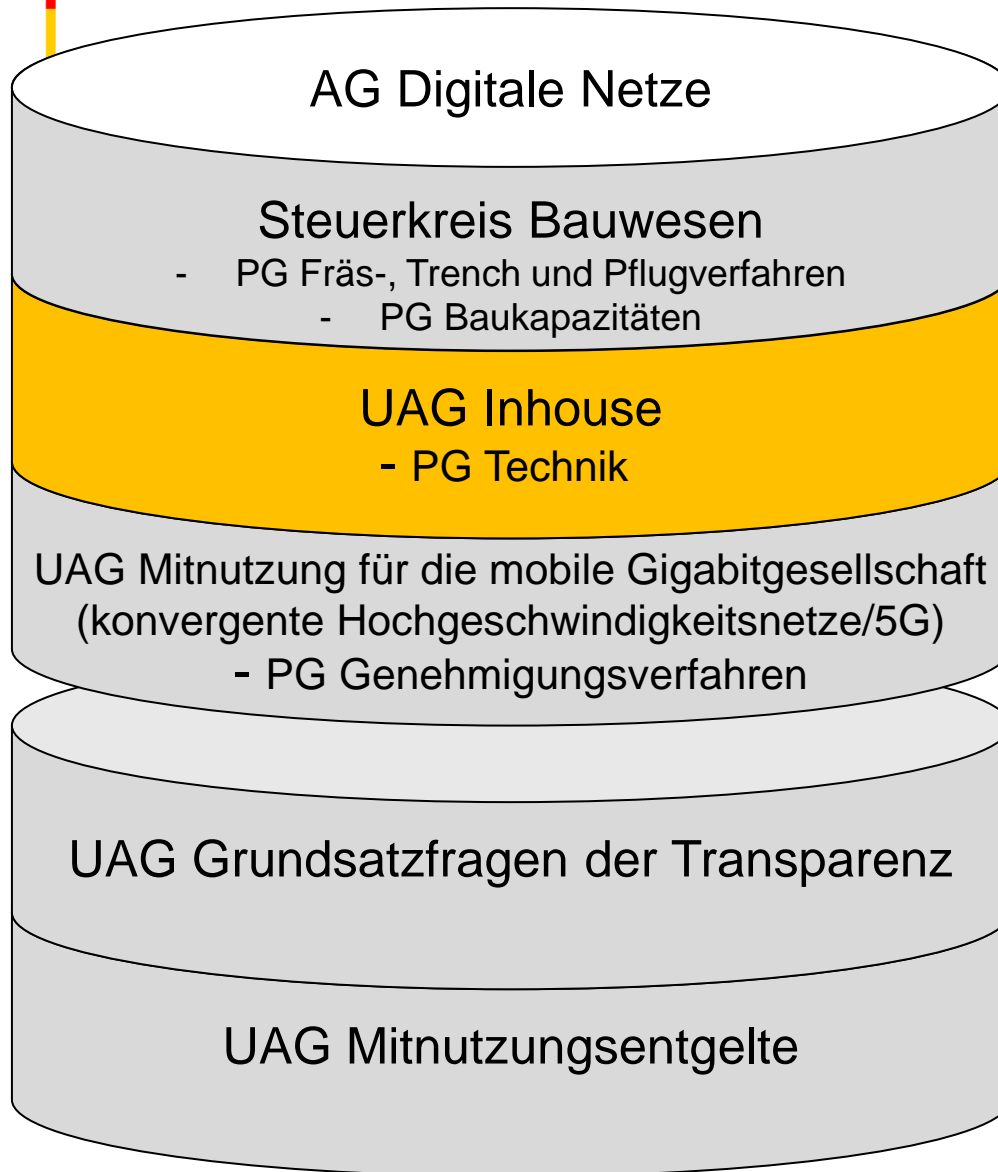 AG Digitale Netze
Steuerkreis Bauwesen
- PG Fräs-, Trench und Pflugverfahren
- PG Baukapazitäten
UAG Inhouse
- PG Technik
UAG Mitnutzung für die mobile Gigabitgesellschaft
(konvergente Hochgeschwindigkeitsnetze/5G)
- PG Genehmigungsverfahren
UAG Grundsatzfragen der Transparenz
UAG Mitnutzungsentgelte